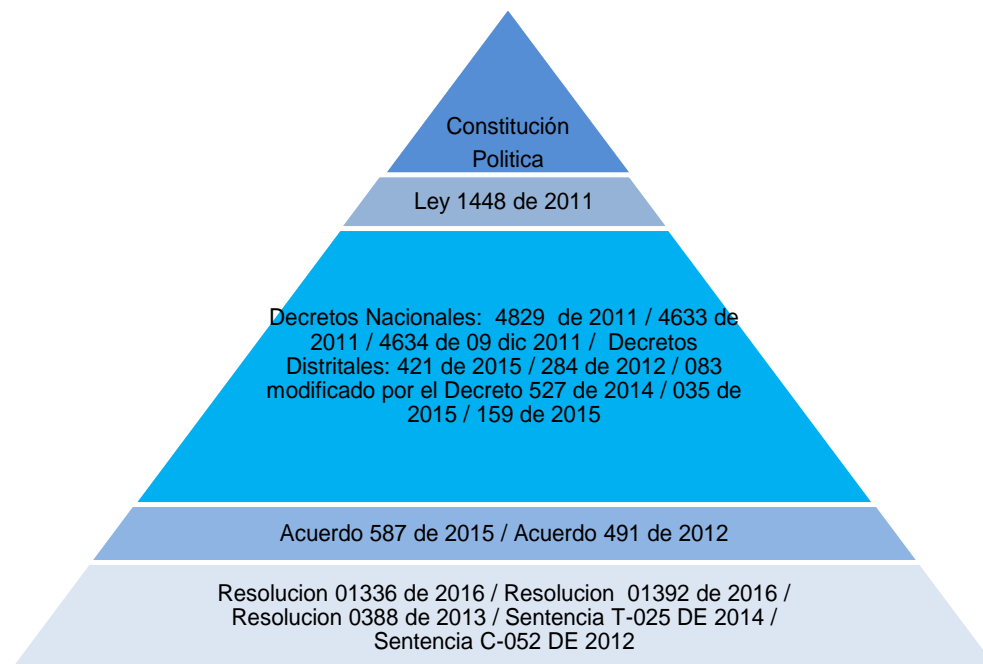 Constitución
Politica
Ley 1448 de 2011
Decretos Nacionales:  4829  de 2011 / 4633 de
2011 / 4634 de 09 dic 2011 /  Decretos
Distritales: 421 de 2015 / 284 de 2012 / 083
modificado por el Decreto 527 de 2014 / 035 de
2015 / 159 de 2015
Acuerdo 587 de 2015 / Acuerdo 491 de 2012
Resolucion 01336 de 2016 / Resolucion  01392 de 2016 /
Resolucion 0388 de 2013 / Sentencia T-025 DE 2014 /
Sentencia C-052 DE 2012